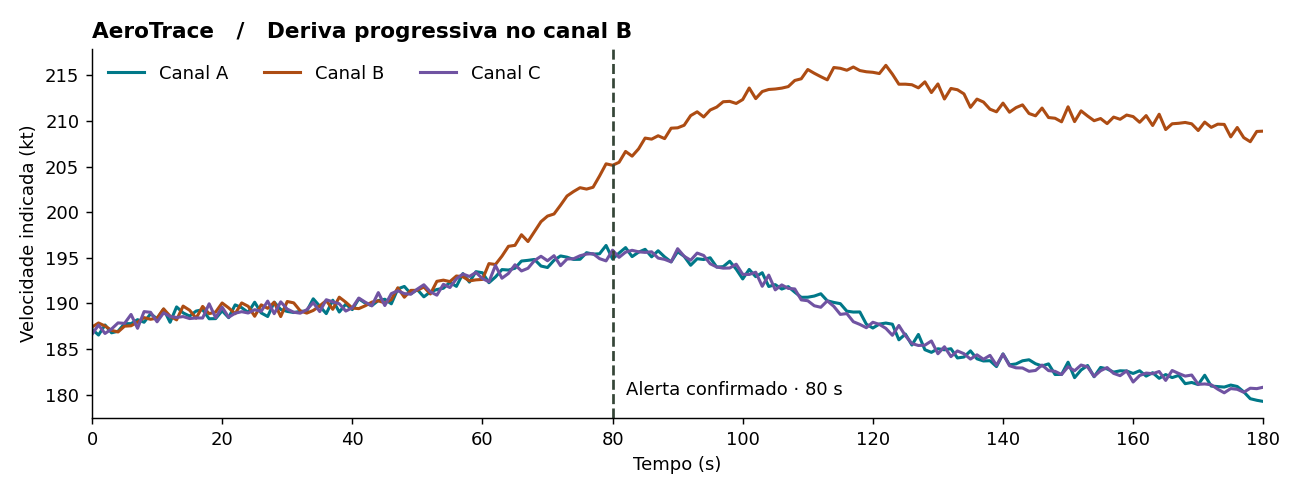 AeroTrace / Deriva progressiva no canal B
Canal A Canal B Canal C
Velocidade indicada (kt)
215
210
205
200
195
190
185
180
Alerta confirmado · 80 s
0 20 40 60 80 100 120 140 160 180
Tempo (s)